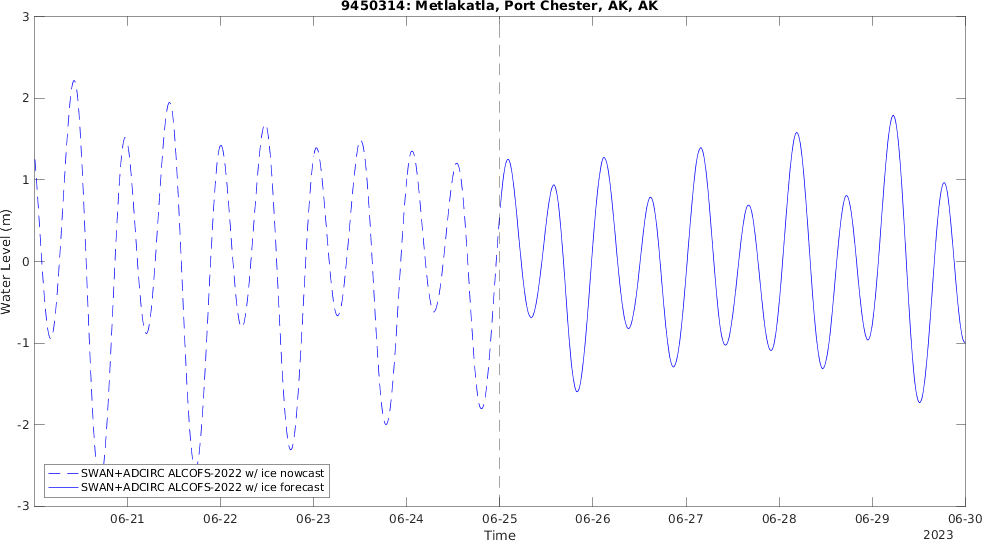 9450314: Metlakatla, Port Chester, AK, AK
3
2
1
0
-1
-2
-3
Water Level (m)
SWAN+ADCIRC ALCOFS-2022 w/ ice nowcast
SWAN+ADCIRC ALCOFS-2022 w/ ice forecast
06-21 06-22 06-23 06-24 06-25 06-26 06-27 06-28 06-29 06-30
Time
2023